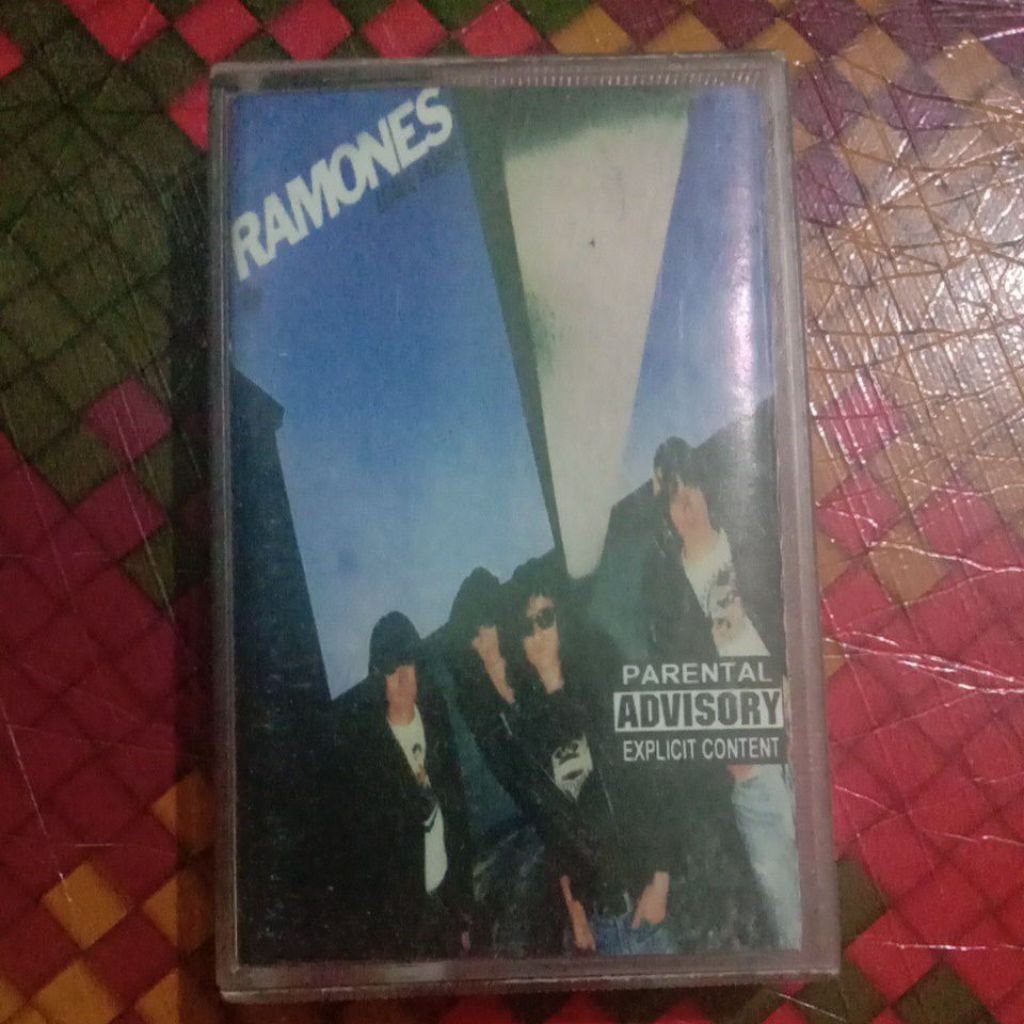 RAMONES
PARENTAL
ADVISORY
EXPLICIT CONTENT